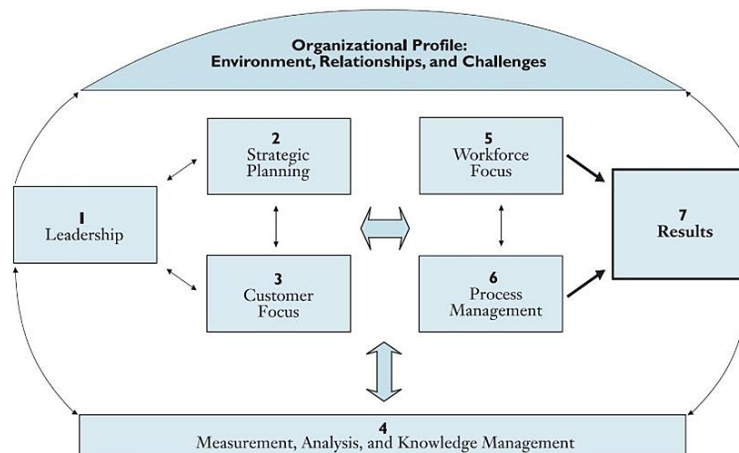 Organizational Profile:
Environment, Relationships, and Challenges
2
Strategic
Planning
5
Workforce
Focus
1
Leadership
7
Results
3
Customer
Focus
6
Process
Management
4
Measurement, Analysis, and Knowledge Management